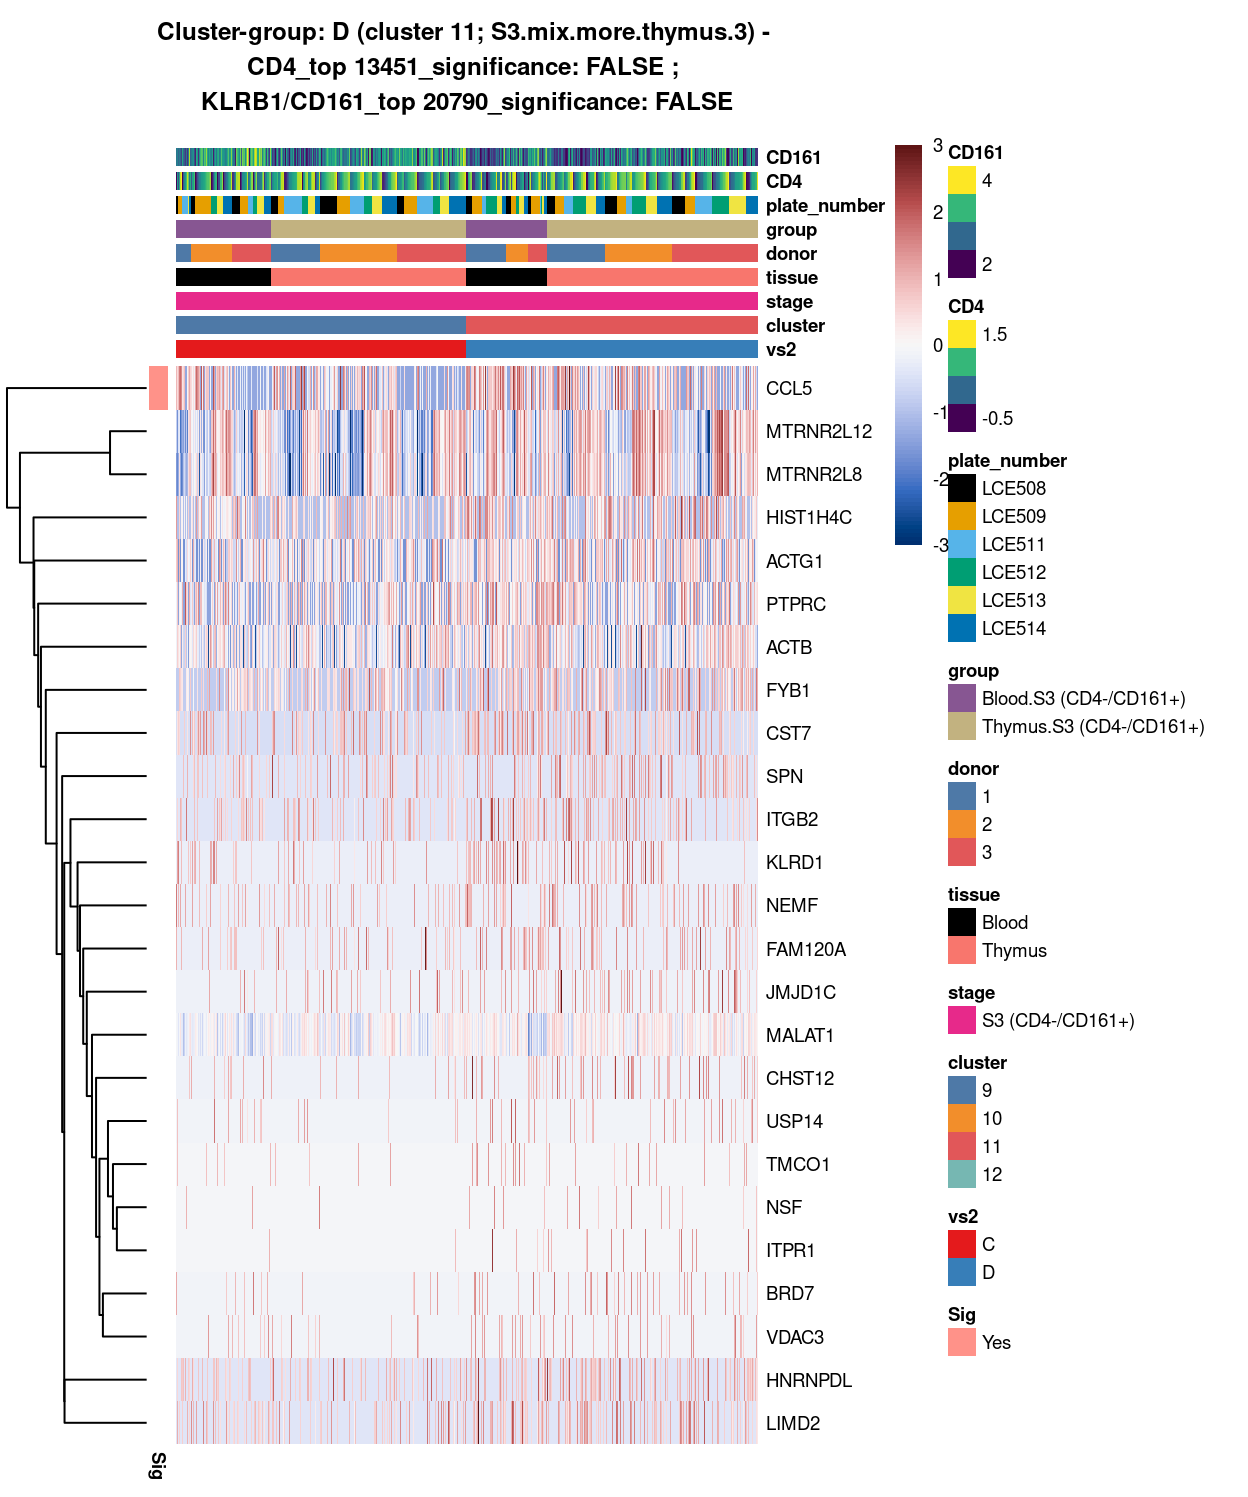 Cluster-group: D (cluster 11; S3.mix.more.thymus.3) -
CD4_top 13451_significance: FALSE ;
KLRB1/CD161_top 20790_significance: FALSE
CD161
CD4
plate_number
group
donor
tissue
stage
cluster
vs2
CCL5
MTRNR2L12
MTRNR2L8
HIST1H4C
ACTG1
PTPRC
ACTB
FYB1
CST7
SPN
ITGB2
KLRD1
NEMF
FAM120A
JMJD1C
MALAT1
CHST12
USP14
TMCO1
NSF
ITPR1
BRD7
VDAC3
HNRNPDL
LIMD2
Sig
3
2
1
0
-1
-2
-3
CD161
4
2
CD4
1.5
-0.5
plate_number
LCE508
LCE509
LCE511
LCE512
LCE513
LCE514
group
Blood.S3 (CD4-/CD161+)
Thymus.S3 (CD4-/CD161+)
donor
1
2
3
tissue
Blood
Thymus
stage
S3 (CD4-/CD161+)
cluster
9
10
11
12
vs2
C
D
Sig
Yes